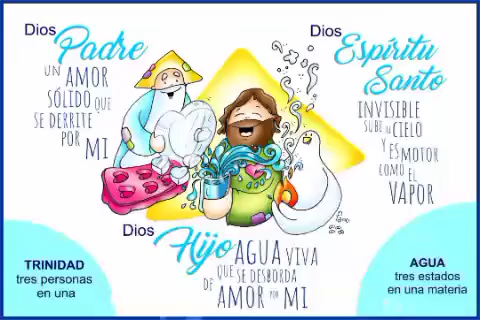 Dios
Padre
UN
AMOR
SÓLIDO QUE
SE DERRITE
POR
MI
Dios
Espíritu
Santo
INVISIBLE
SUBE AL CIELO
Y ES MOTOR
COMO EL
VAPOR
Dios
Hijo AGUA VIVA
QUE SE DESBORDA
DE AMOR POR MI
TRINIDAD
tres personas
en una
AGUA
tres estados
en una materia